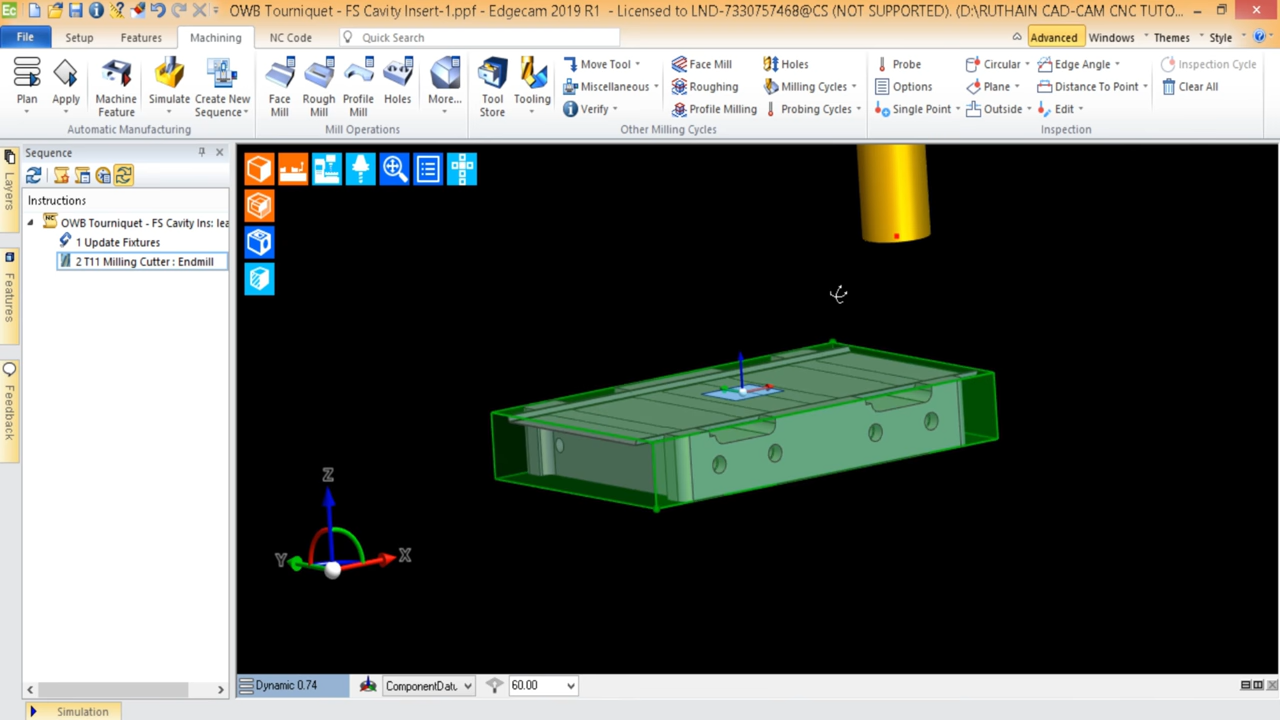 Ec OWB Tourniquet - FS Cavity Insert-1.ppf - Edgecam 2019 R1 - Licensed to LMD-7330757468@CS (NOT SUPPORTED). (D:\RUTHAIN CAD-CAM CNC TUTO...
File Setup Features Machining NC Code Quick Search Advanced Windows Themes Style
Plan Apply Machine Feature Simulate Create New Sequence Face Mill Rough Mill Profile Mill Holes More... Tool Store Tooling
Move Tool Face Mill Holes Probe Circular Edge Angle Inspection Cycle
Miscellaneous Roughing Milling Cycles Options Plane Distance To Point Clear All
Verify Profile Milling Probing Cycles Single Point Outside Edit
Automatic Manufacturing Mill Operations Other Milling Cycles Inspection
Layers
Features
Feedback
Sequence
Instructions
OWB Tourniquet - FS Cavity Ins: lea
1 Update Fixtures
2 T11 Milling Cutter : Endmill
Z
Y
X
Dynamic 0.74 ComponentDatu 60.00
Simulation